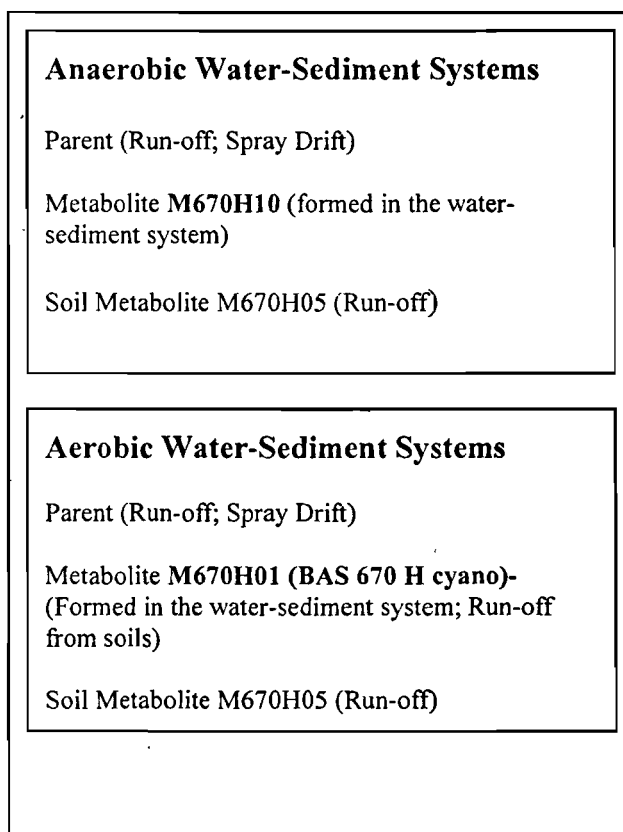 Anaerobic Water-Sediment Systems
Parent (Run-off; Spray Drift)
Metabolite M670H10 (formed in the water-
sediment system)
Soil Metabolite M670H05 (Run-off)
Aerobic Water-Sediment Systems
Parent (Run-off; Spray Drift)
Metabolite M670H01 (BAS 670 H cyano)-
(Formed in the water-sediment system; Run-off
from soils)
Soil Metabolite M670H05 (Run-off)